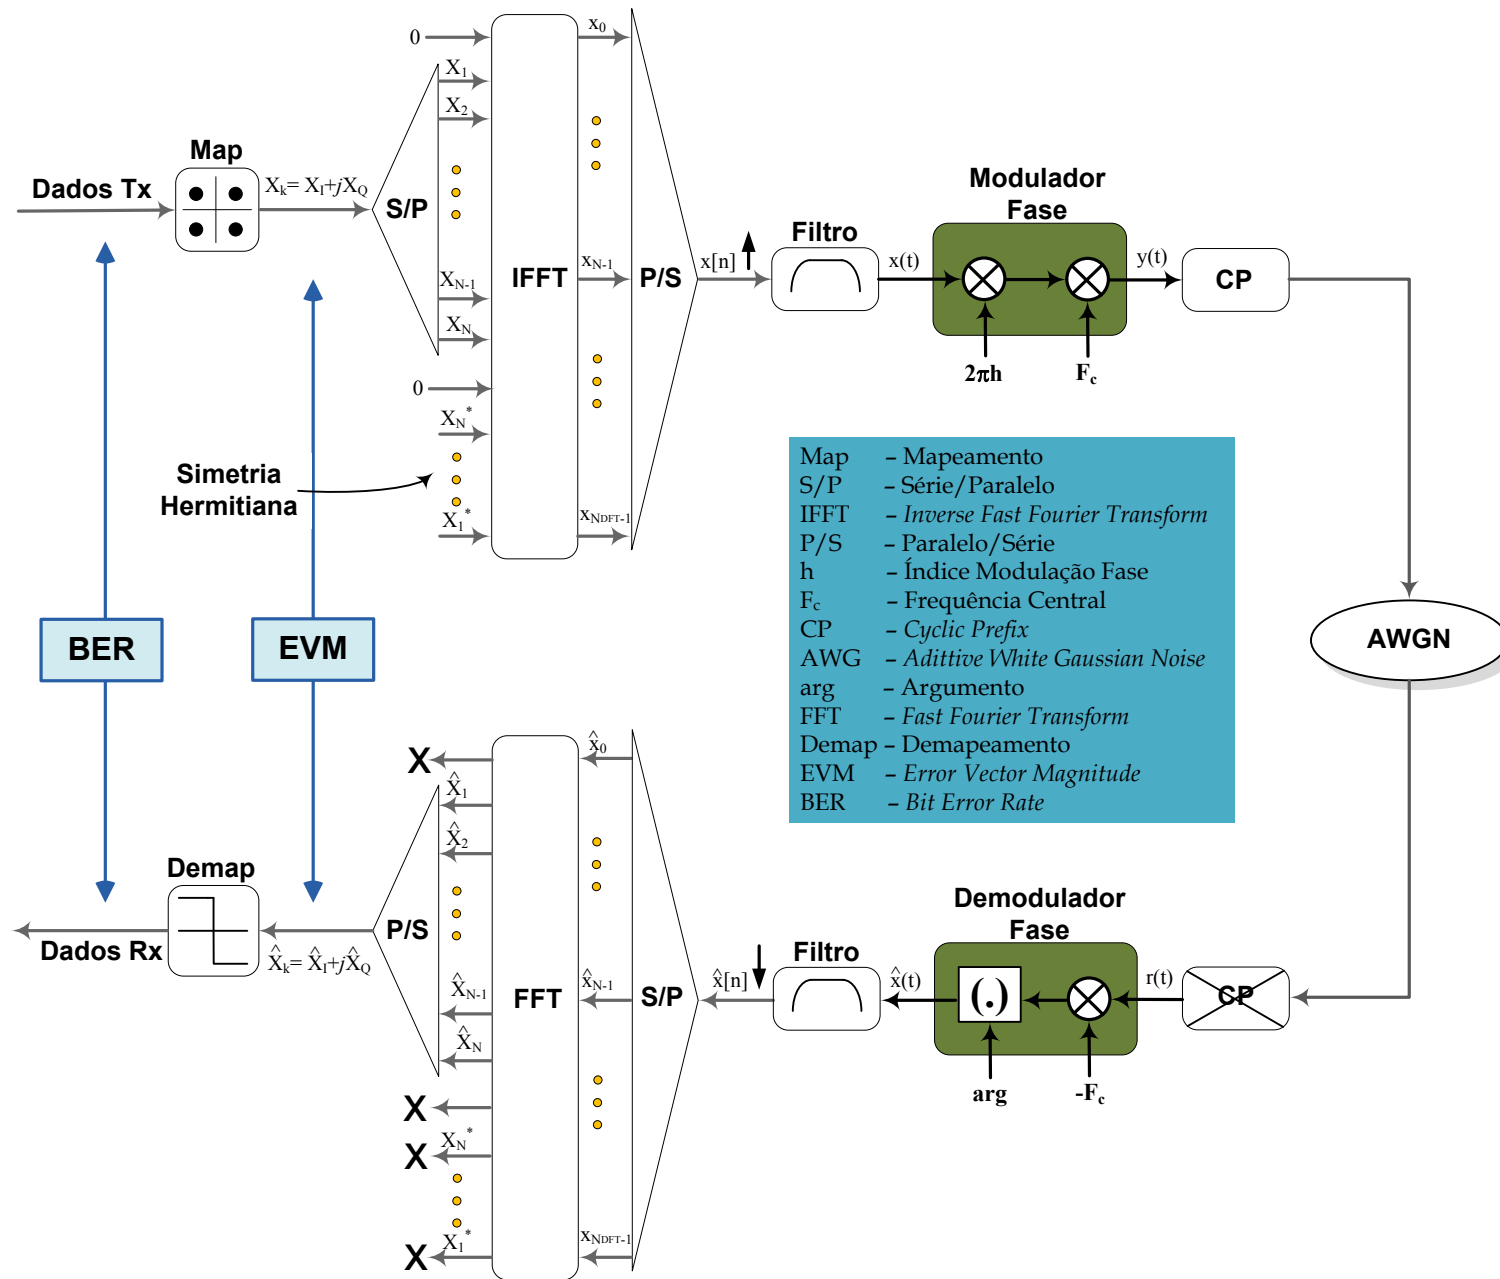 0
x0
X1
X2
Map
Dados Tx
Xk= XI+jXQ
S/P
XN-1
XN
IFFT
xN-1
P/S
x[n]
Filtro
x(t)
Modulador
Fase
y(t)
CP
2πh
Fc
0
XN*
Simetria
Hermitiana
X1*
xNDFT-1
Map – Mapeamento
S/P – Série/Paralelo
IFFT – Inverse Fast Fourier Transform
P/S – Paralelo/Série
h – Índice Modulação Fase
Fc – Frequência Central
CP – Cyclic Prefix
AWG – Adittive White Gaussian Noise
arg – Argumento
FFT – Fast Fourier Transform
Demap – Demapeamento
EVM – Error Vector Magnitude
BER – Bit Error Rate
AWGN
BER
EVM
X
x̂0
X̂1
X̂2
Demap
Dados Rx
X̂k= X̂I+jX̂Q
P/S
X̂N-1
X̂N
FFT
x̂N-1
S/P
x̂[n]
Filtro
x̂(t)
Demodulador
Fase
(.)
r(t)
CP
arg
-Fc
X
X
XN*
X
X1*
xNDFT-1